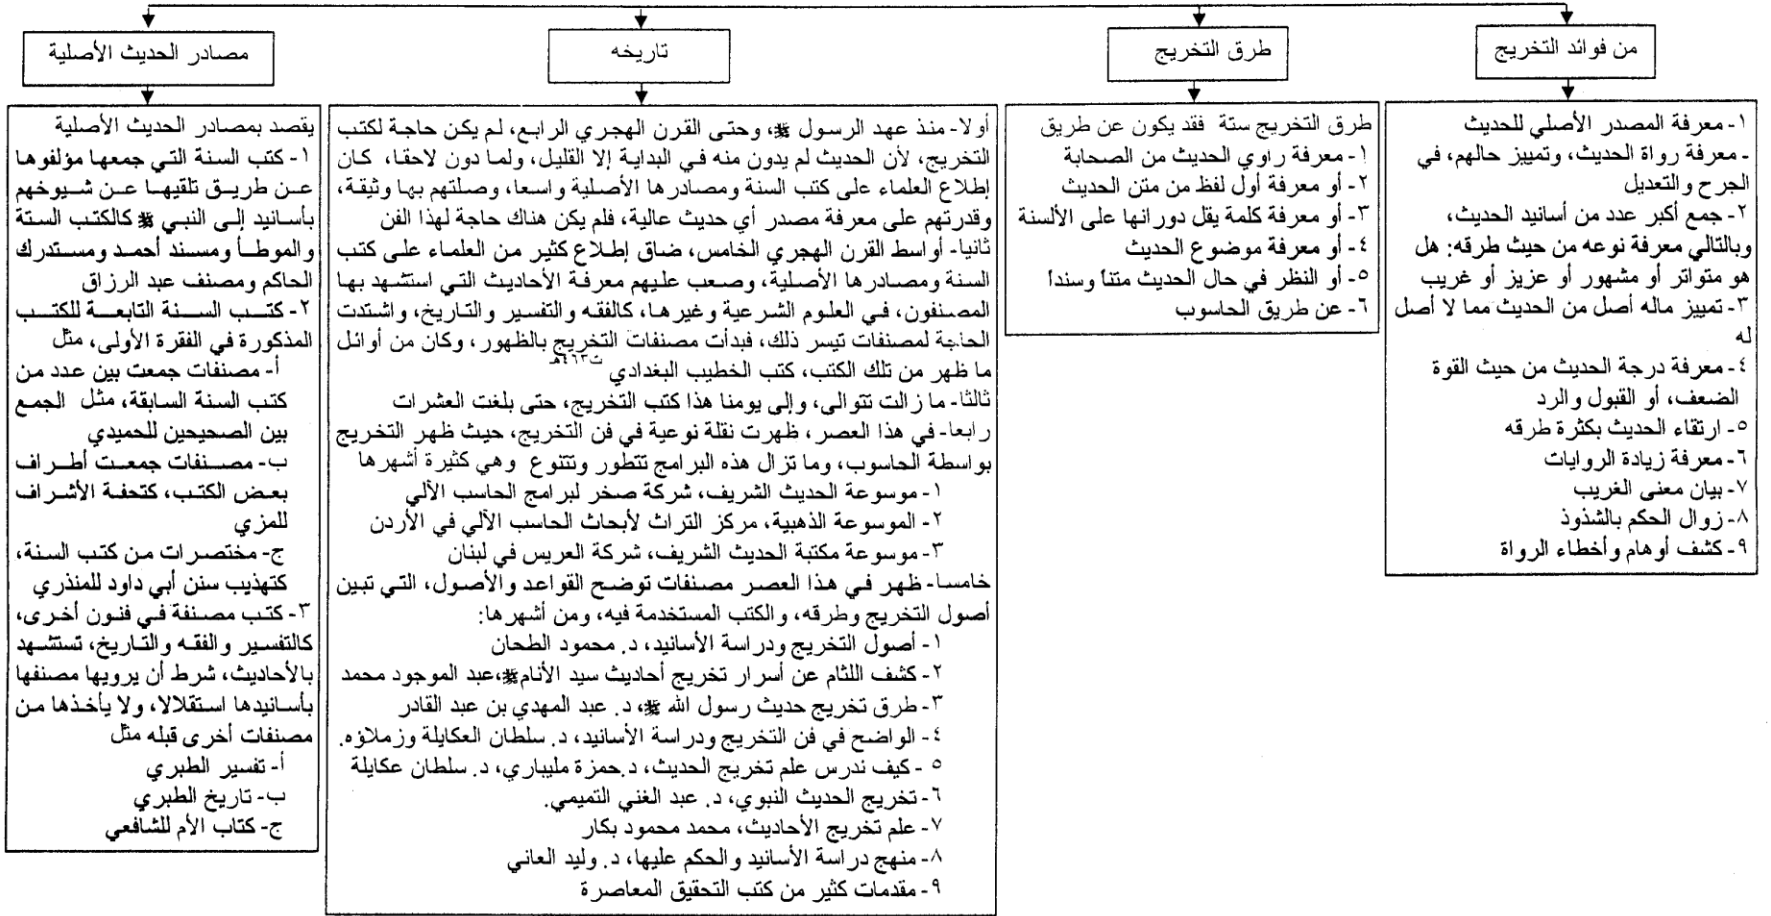 من فوائد التخريج
١- معرفة المصدر الأصلي للحديث
- معرفة رواة الحديث، وتمييز حالهم، في
الجرح والتعديل
٢- جمع أكبر عدد من أسانيد الحديث،
وبالتالي معرفة نوعه من حيث طرقه: هل
هو متواتر أو مشهور أو عزيز أو غريب
٣- تمييز ماله أصل من الحديث مما لا أصل
له
٤- معرفة درجة الحديث من حيث القوة
الضعف، أو القبول والرد
٥- ارتقاء الحديث بكثرة طرقه
٦- معرفة زيادة الروايات
٧- بيان معنى الغريب
٨- زوال الحكم بالشذوذ
٩- كشف أوهام وأخطاء الرواة
طرق التخريج
طرق التخريج ستة فقد يكون عن طريق
١- معرفة راوي الحديث من الصحابة
٢- أو معرفة أول لفظ من متن الحديث
٣- أو معرفة كلمة يقل دورانها على الألسنة
٤- أو معرفة موضوع الحديث
٥- أو النظر في حال الحديث متناً وسنداً
٦- عن طريق الحاسوب
تاريخه
أولا- منذ عهد الرسول ﷺ، وحتى القرن الهجري الرابع، لم يكن حاجة لكتب
التخريج، لأن الحديث لم يدون منه في البداية إلا القليل، ولما دون لاحقا، كان
إطلاع العلماء على كتب السنة ومصادرها الأصلية واسعا، وصلتهم بها وثيقة،
وقدرتهم على معرفة مصدر أي حديث عالية، فلم يكن هناك حاجة لهذا الفن
ثانيا- أواسط القرن الهجري الخامس، ضاق إطلاع كثير من العلماء على كتب
السنة ومصادرها الأصلية، وصعب عليهم معرفة الأحاديث التي استشهد بها
المصنفون، في العلوم الشرعية وغيرها، كالفقه والتفسير والتاريخ، واشتدت
الحاجة لمصنفات تيسر ذلك، فبدأت مصنفات التخريج بالظهور، وكان من أوائل
ما ظهر من تلك الكتب، كتب الخطيب البغدادي ت٤٦٣هـ
ثالثا- ما زالت تتوالى، وإلى يومنا هذا كتب التخريج، حتى بلغت العشرات
رابعا- في هذا العصر، ظهرت نقلة نوعية في فن التخريج، حيث ظهر التخريج
بواسطة الحاسوب، وما تزال هذه البرامج تتطور وتتنوع وهي كثيرة أشهرها
١- موسوعة الحديث الشريف، شركة صخر لبرامج الحاسب الآلي
٢- الموسوعة الذهبية، مركز التراث لأبحاث الحاسب الآلي في الأردن
٣- موسوعة مكتبة الحديث الشريف، شركة العريس في لبنان
خامسا- ظهر في هذا العصر مصنفات توضح القواعد والأصول، التي تبين
أصول التخريج وطرقه، والكتب المستخدمة فيه، ومن أشهرها:
١- أصول التخريج ودراسة الأسانيد، د. محمود الطحان
٢- كشف اللثام عن أسرار تخريج أحاديث سيد الأنام ﷺ، عبد الموجود محمد
٣- طرق تخريج حديث رسول الله ﷺ، د. عبد المهدي بن عبد القادر
٤- الواضح في فن التخريج ودراسة الأسانيد، د. سلطان العكايلة وزملاؤه.
٥ - كيف ندرس علم تخريج الحديث، د.حمزة مليباري، د. سلطان عكايلة
٦- تخريج الحديث النبوي، د. عبد الغني التميمي.
٧- علم تخريج الأحاديث، محمد محمود بكار
٨- منهج دراسة الأسانيد والحكم عليها، د. وليد العاني
٩- مقدمات كثير من كتب التحقيق المعاصرة
مصادر الحديث الأصلية
يقصد بمصادر الحديث الأصلية
١- كتب السنة التي جمعها مؤلفوها
عن طريق تلقيها عن شيوخهم
بأسانيد إلى النبي ﷺ كالكتب الستة
والموطأ ومسند أحمد ومستدرك
الحاكم ومصنف عبد الرزاق
٢- كتب السنة التابعة للكتب
المذكورة في الفقرة الأولى، مثل
أ- مصنفات جمعت بين عدد من
كتب السنة السابقة، مثل الجمع
بين الصحيحين للحميدي
ب- مصنفات جمعت أطراف
بعض الكتب، كتحفة الأشراف
للمزي
ج- مختصرات من كتب السنة،
كتهذيب سنن أبي داود للمنذري
٣- كتب مصنفة في فنون أخرى،
كالتفسير والفقه والتاريخ، تستشهد
بالأحاديث، شرط أن يرويها مصنفها
بأسانيدها استقلالا، ولا يأخذها من
مصنفات أخرى قبله مثل
أ- تفسير الطبري
ب- تاريخ الطبري
ج- كتاب الأم للشافعي